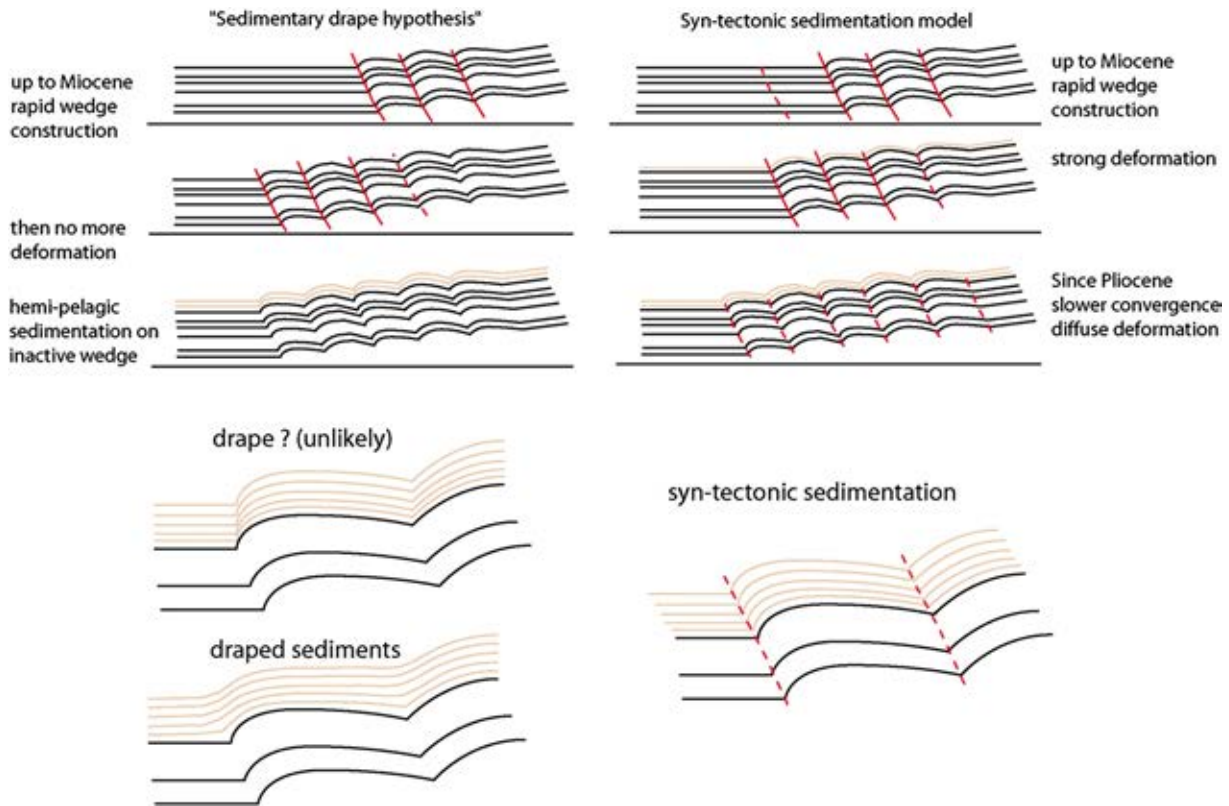 "Sedimentary drape hypothesis"
up to Miocene
rapid wedge
construction
then no more
deformation
hemi-pelagic
sedimentation on
inactive wedge
Syn-tectonic sedimentation model
up to Miocene
rapid wedge
construction
strong deformation
Since Pliocene
slower convergence
diffuse deformation
drape ? (unlikely)
draped sediments
syn-tectonic sedimentation